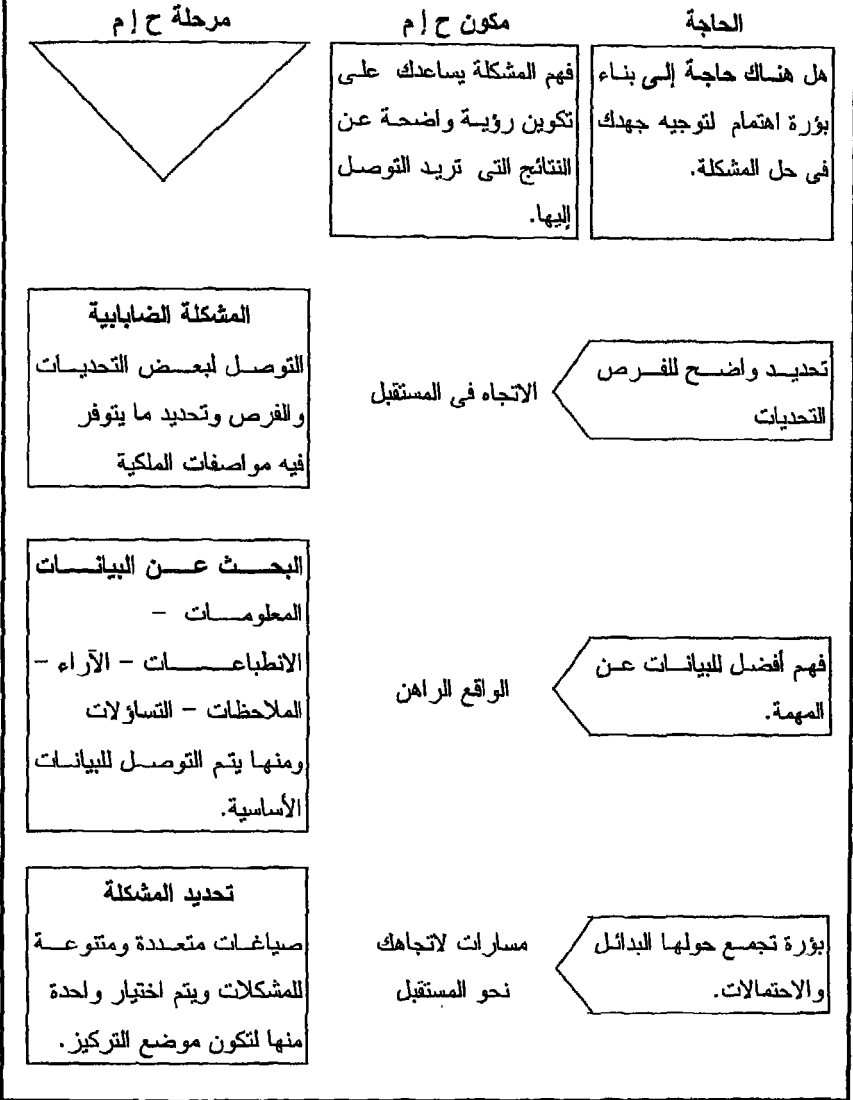 الحاجة
مكون ح إ م
مرحلة ح إ م
هل هناك حاجة إلى بناء
بؤرة اهتمام لتوجيه جهدك
فى حل المشكلة.
فهم المشكلة يساعدك على
تكوين رؤية واضحة عن
النتائج التى تريد التوصل
إليها.
تحديد واضح للفرص
التحديات
الاتجاه فى المستقبل
المشكلة الضابابية
التوصل لبعض التحديات
والفرص وتحديد ما يتوفر
فيه مواصفات الملكية
فهم أفضل للبيانات عن
المهمة.
الواقع الراهن
البحث عن البيانات
المعلومات –
الانطباعات – الآراء –
الملاحظات – التساؤلات
ومنها يتم التوصل للبيانات
الأساسية.
بؤرة تجمع حولها البدائل
والاحتمالات.
مسارات لاتجاهك
نحو المستقبل
تحديد المشكلة
صياغات متعددة ومتنوعة
للمشكلات ويتم اختيار واحدة
منها لتكون موضع التركيز.